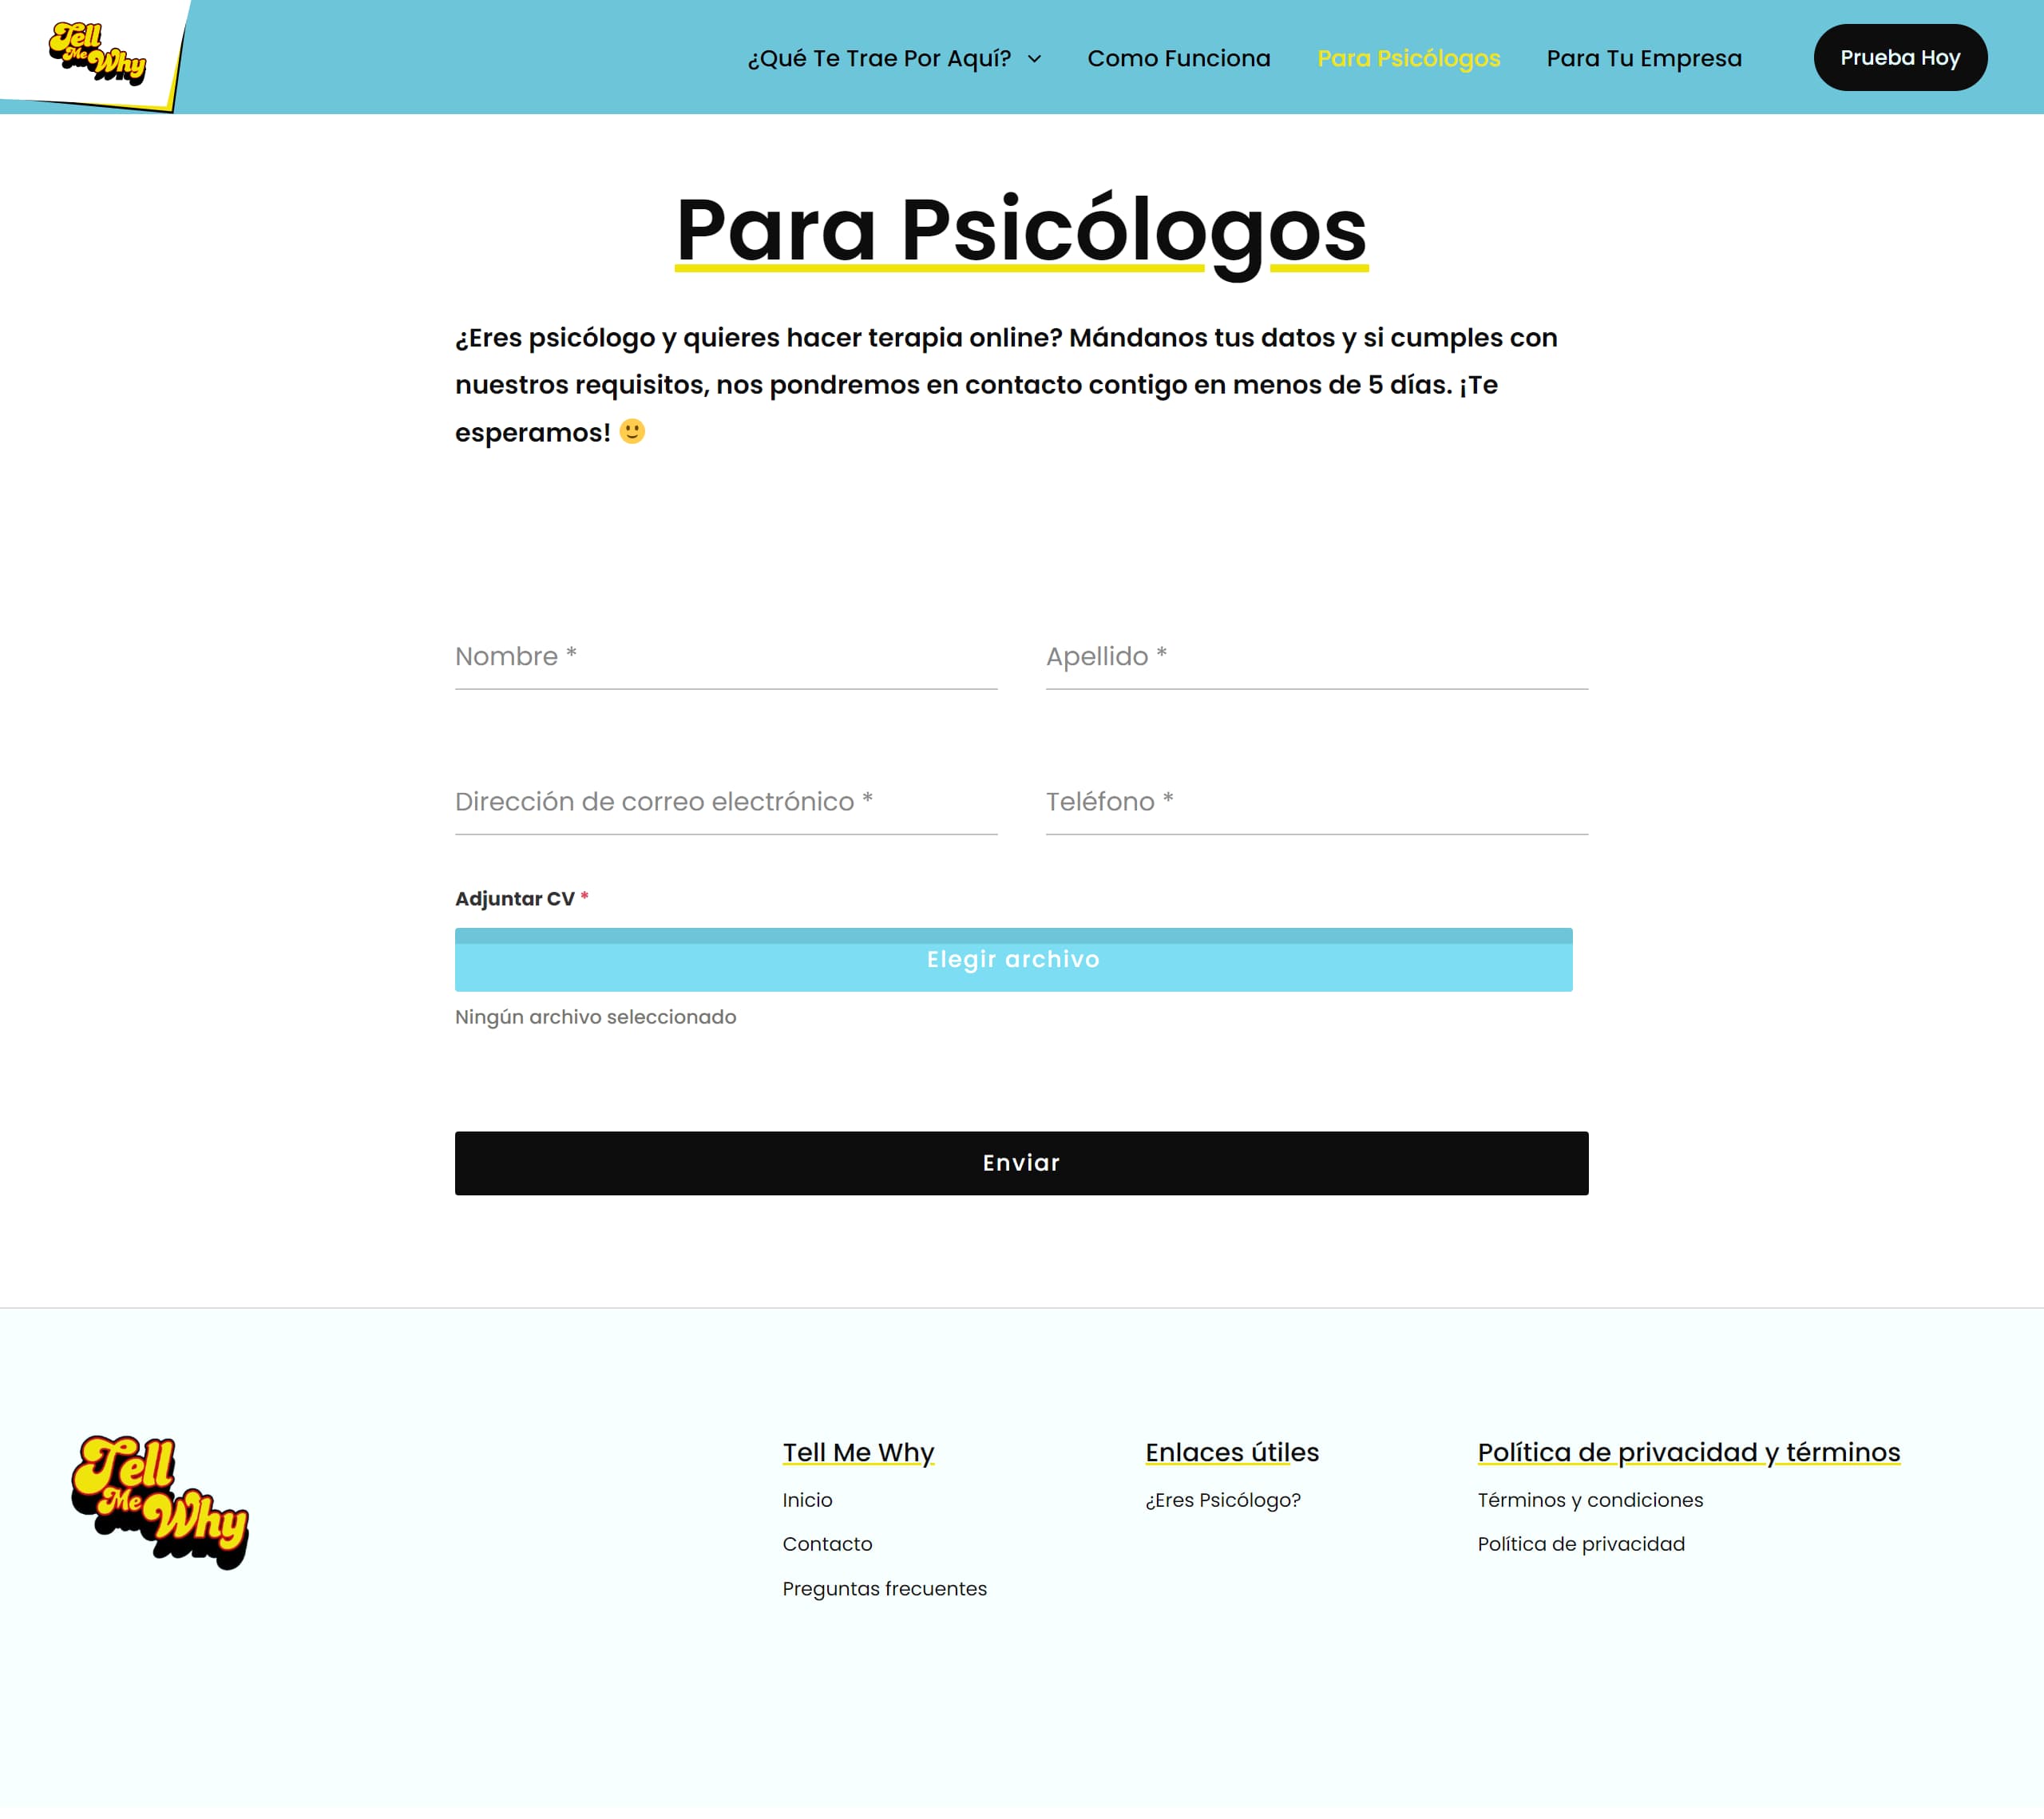 Tell Me Why
¿Qué Te Trae Por Aquí?
Como Funciona
Para Psicólogos
Para Tu Empresa
Prueba Hoy
Para Psicólogos
¿Eres psicólogo y quieres hacer terapia online? Mándanos tus datos y si cumples con
nuestros requisitos, nos pondremos en contacto contigo en menos de 5 días. ¡Te
esperamos! 🙂
Nombre *
Apellido *
Dirección de correo electrónico *
Teléfono *
Adjuntar CV *
Elegir archivo
Ningún archivo seleccionado
Enviar
Tell Me Why
Tell Me Why
Inicio
Contacto
Preguntas frecuentes
Enlaces útiles
¿Eres Psicólogo?
Política de privacidad y términos
Términos y condiciones
Política de privacidad